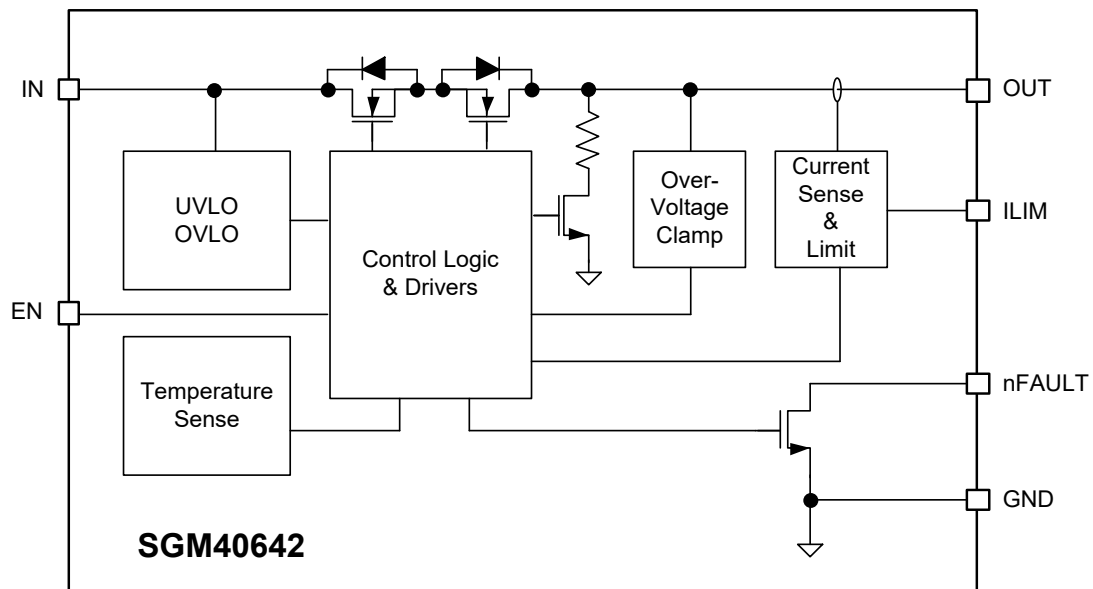 IN
OUT
UVLO
OVLO
Control Logic
& Drivers
Over-
Voltage
Clamp
Current
Sense
&
Limit
ILIM
EN
Temperature
Sense
nFAULT
GND
SGM40642